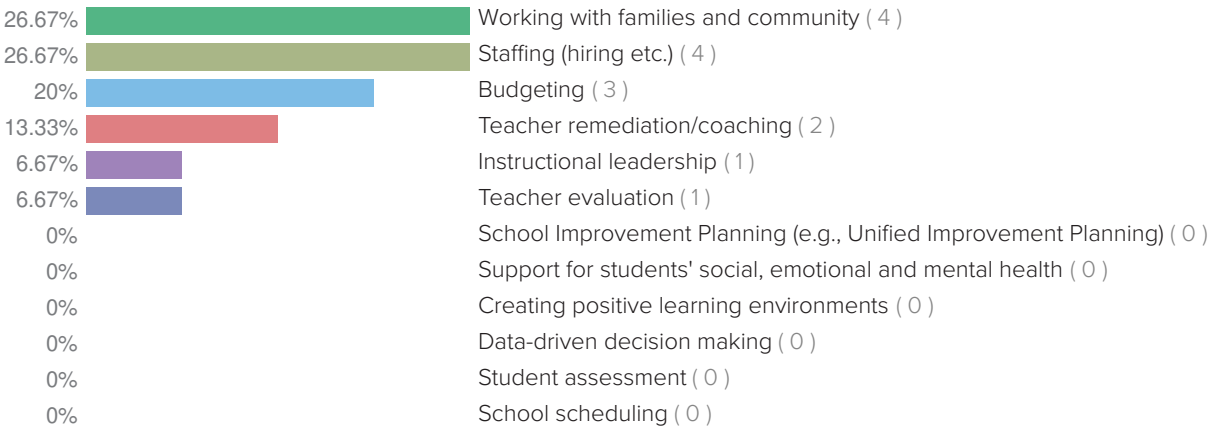 26.67% Working with families and community ( 4 )
26.67% Staffing (hiring etc.) ( 4 )
20% Budgeting ( 3 )
13.33% Teacher remediation/coaching ( 2 )
6.67% Instructional leadership ( 1 )
6.67% Teacher evaluation ( 1 )
0% School Improvement Planning (e.g., Unified Improvement Planning) ( 0 )
0% Support for students' social, emotional and mental health ( 0 )
0% Creating positive learning environments ( 0 )
0% Data-driven decision making ( 0 )
0% Student assessment ( 0 )
0% School scheduling ( 0 )